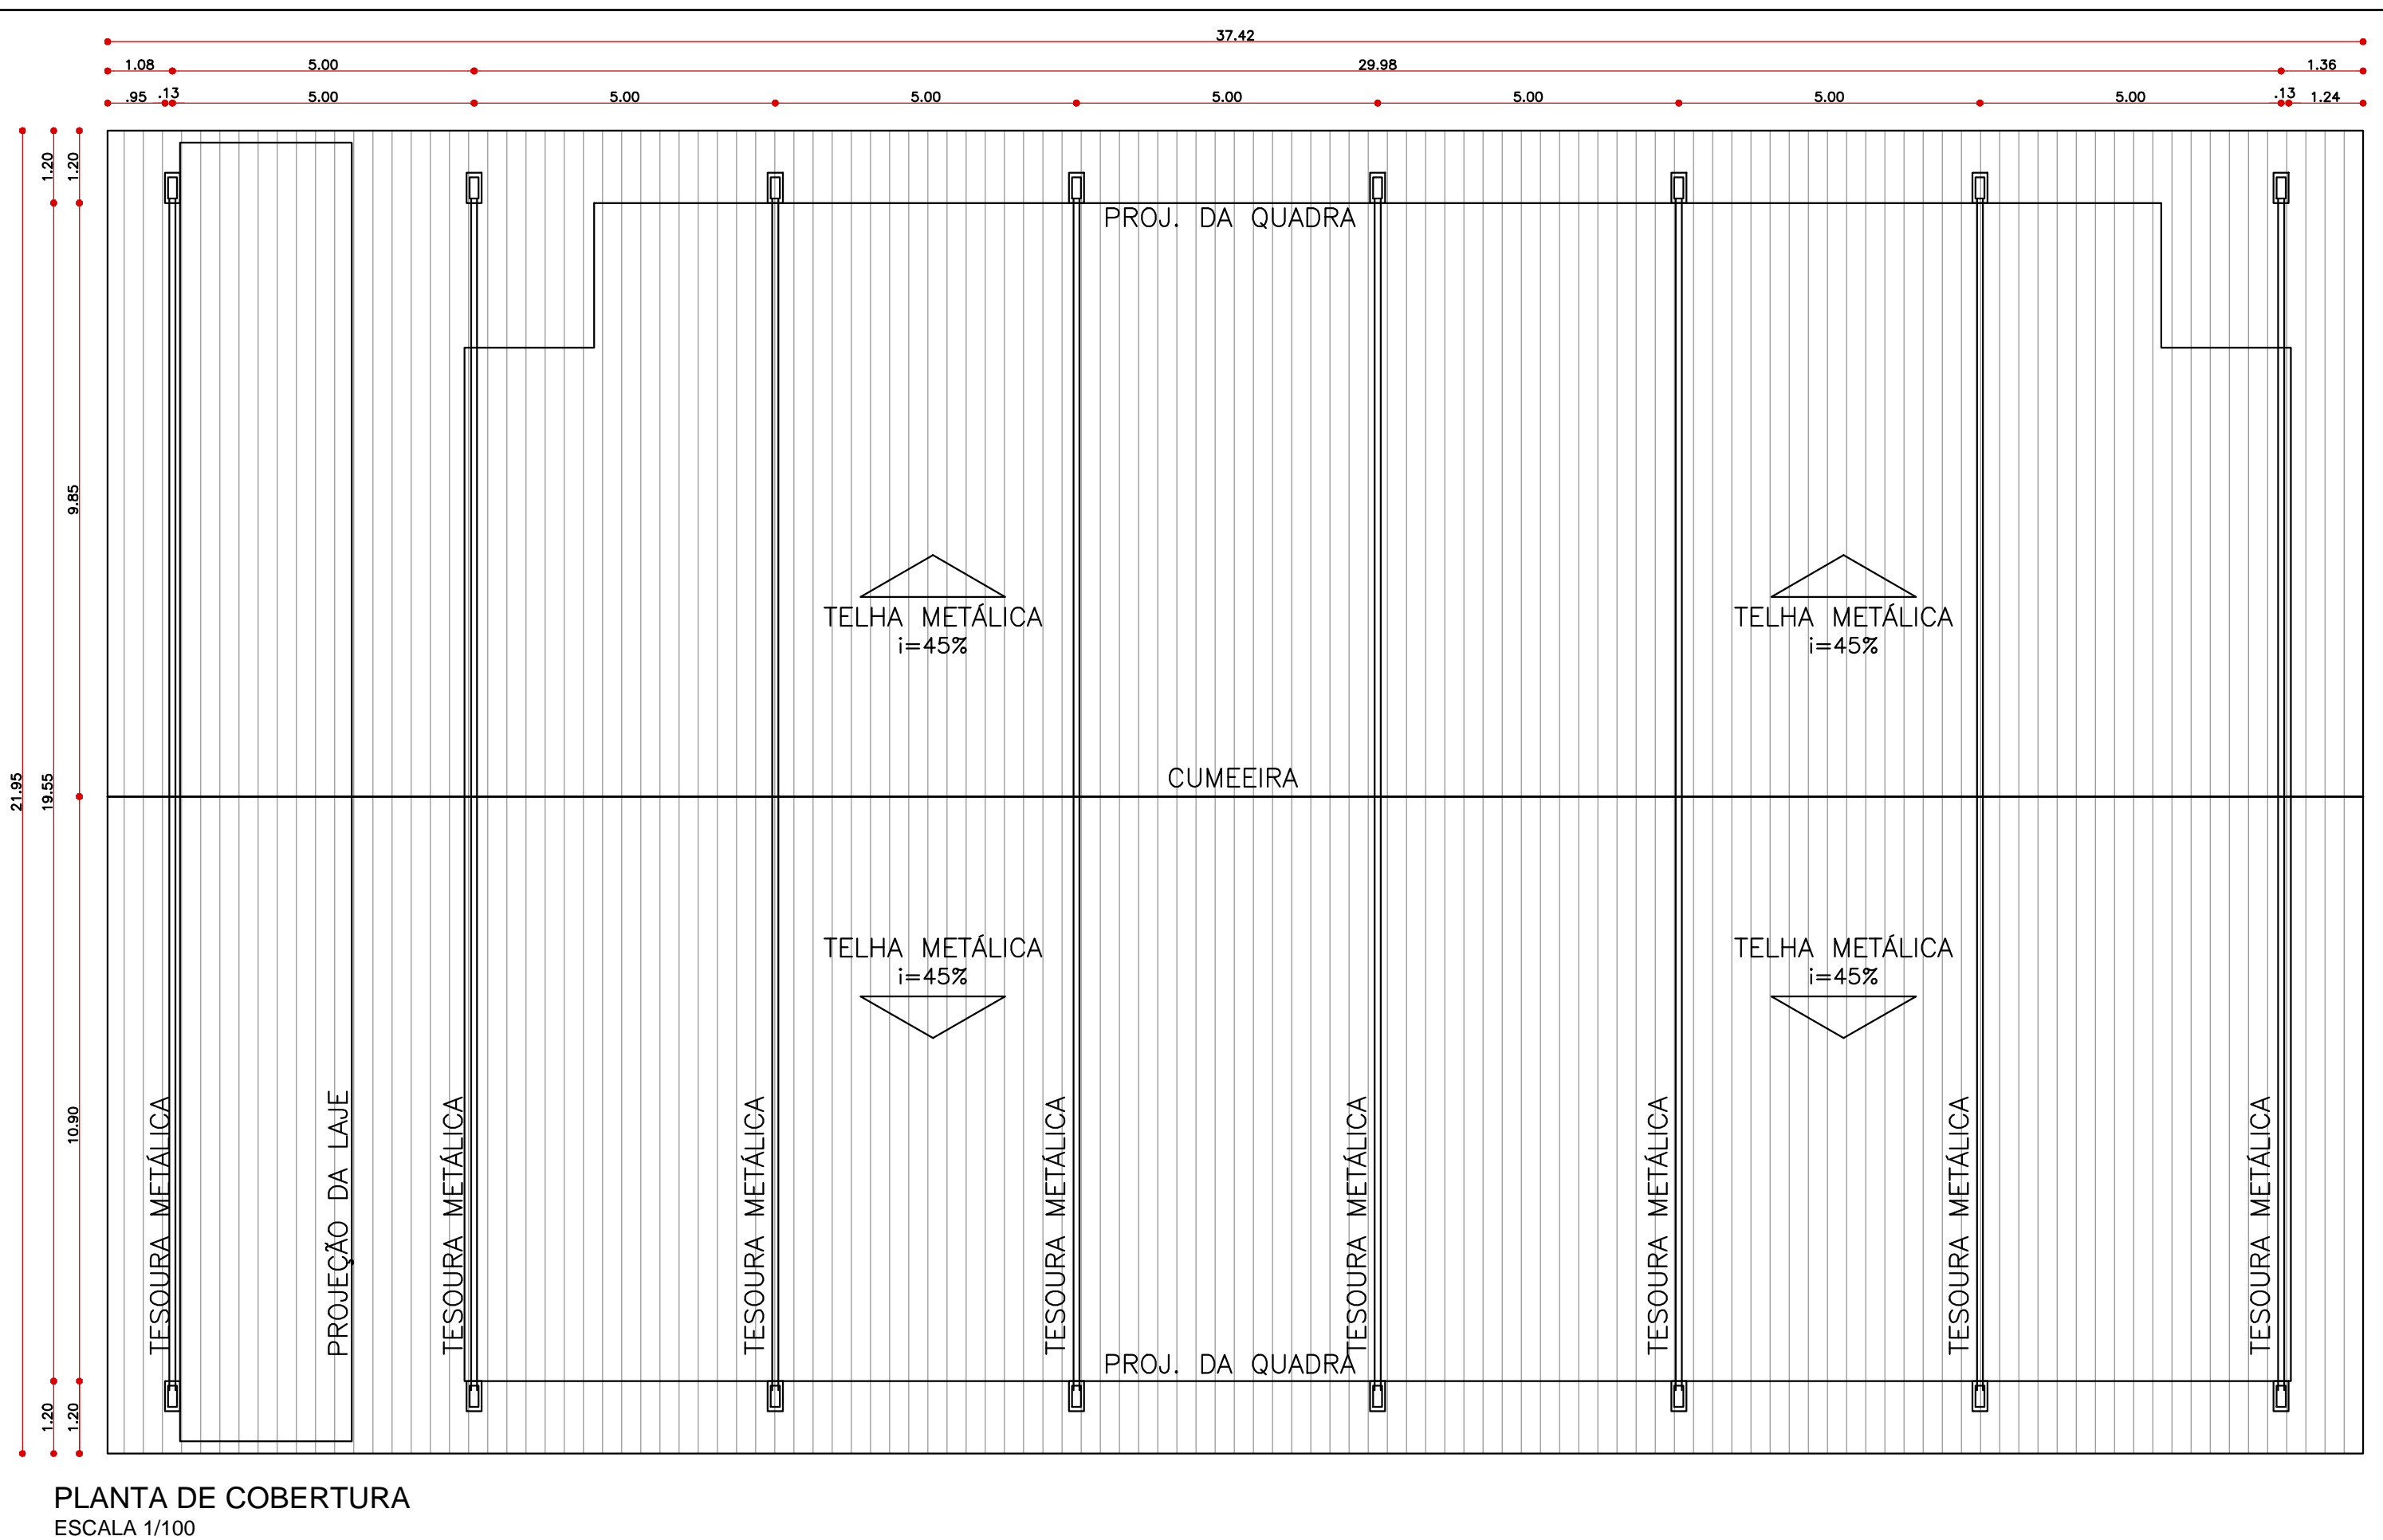 37.42
1.08 5.00 29.98 1.36
.95 .13 5.00 5.00 5.00 5.00 5.00 5.00 5.00 .13 1.24
1.20 1.20
PROJ. DA QUADRA
9.85
TELHA METÁLICA
i=45%
TELHA METÁLICA
i=45%
CUMEEIRA
21.95 19.55
TELHA METÁLICA
i=45%
TELHA METÁLICA
i=45%
10.90
TESOURA METÁLICA
PROJEÇÃO DA LAJE
TESOURA METÁLICA
TESOURA METÁLICA
TESOURA METÁLICA
TESOURA METÁLICA
TESOURA METÁLICA
TESOURA METÁLICA
TESOURA METÁLICA
PROJ. DA QUADRA
1.20 1.20
PLANTA DE COBERTURA
ESCALA 1/100